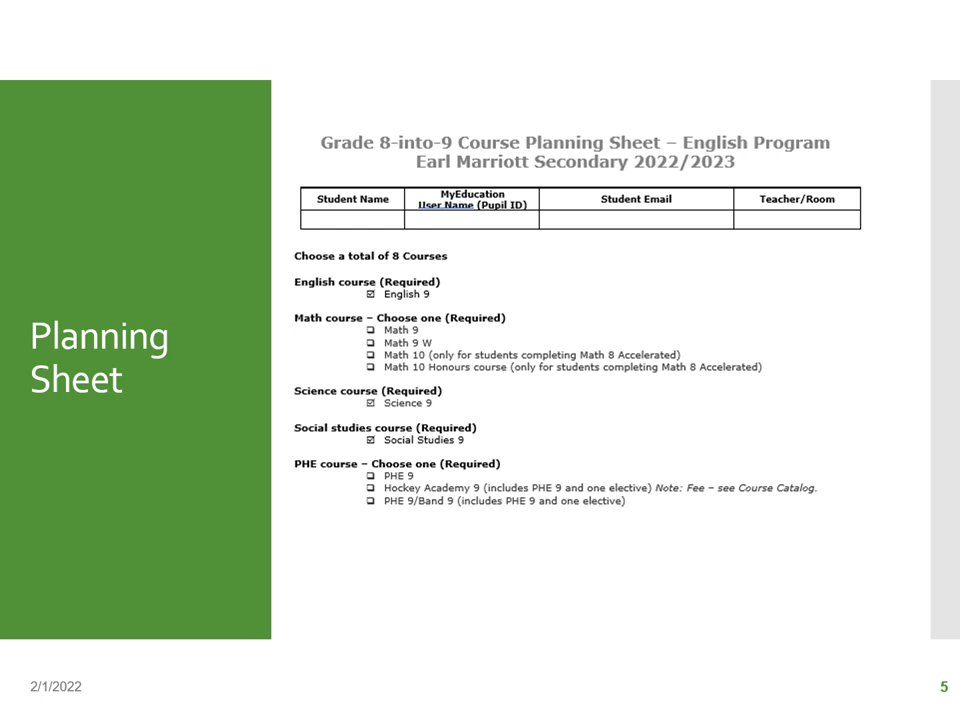 Planning
Sheet
Grade 8-into-9 Course Planning Sheet – English Program
Earl Marriott Secondary 2022/2023
Student Name
MyEducation
User Name (Pupil ID)
Student Email
Teacher/Room
Choose a total of 8 Courses
English course (Required)
☑ English 9
Math course – Choose one (Required)
❑ Math 9
❑ Math 9 W
❑ Math 10 (only for students completing Math 8 Accelerated)
❑ Math 10 Honours course (only for students completing Math 8 Accelerated)
Science course (Required)
☑ Science 9
Social studies course (Required)
☑ Social Studies 9
PHE course – Choose one (Required)
❑ PHE 9
❑ Hockey Academy 9 (includes PHE 9 and one elective) Note: Fee – see Course Catalog.
❑ PHE 9/Band 9 (includes PHE 9 and one elective)
2/1/2022
5